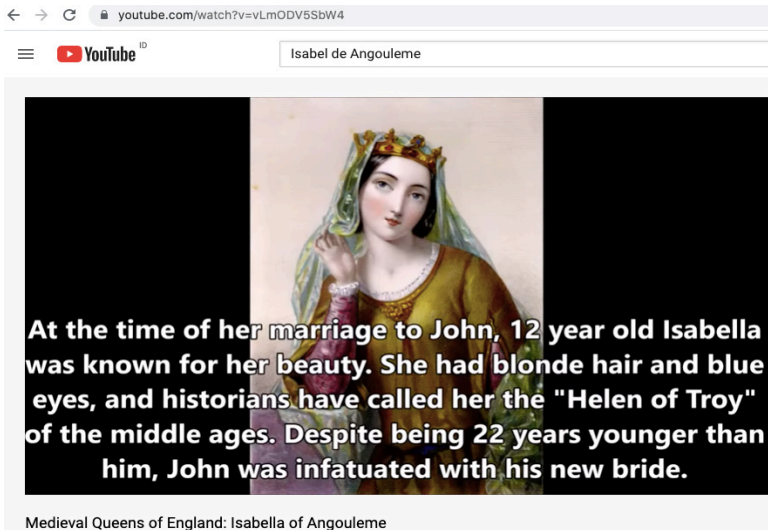 youtube.com/watch?v=vLmODV5SbW4
YouTube ID
Isabel de Angouleme
At the time of her marriage to John, 12 year old Isabella
was known for her beauty. She had blonde hair and blue
eyes, and historians have called her the "Helen of Troy"
of the middle ages. Despite being 22 years younger than
him, John was infatuated with his new bride.
Medieval Queens of England: Isabella of Angouleme